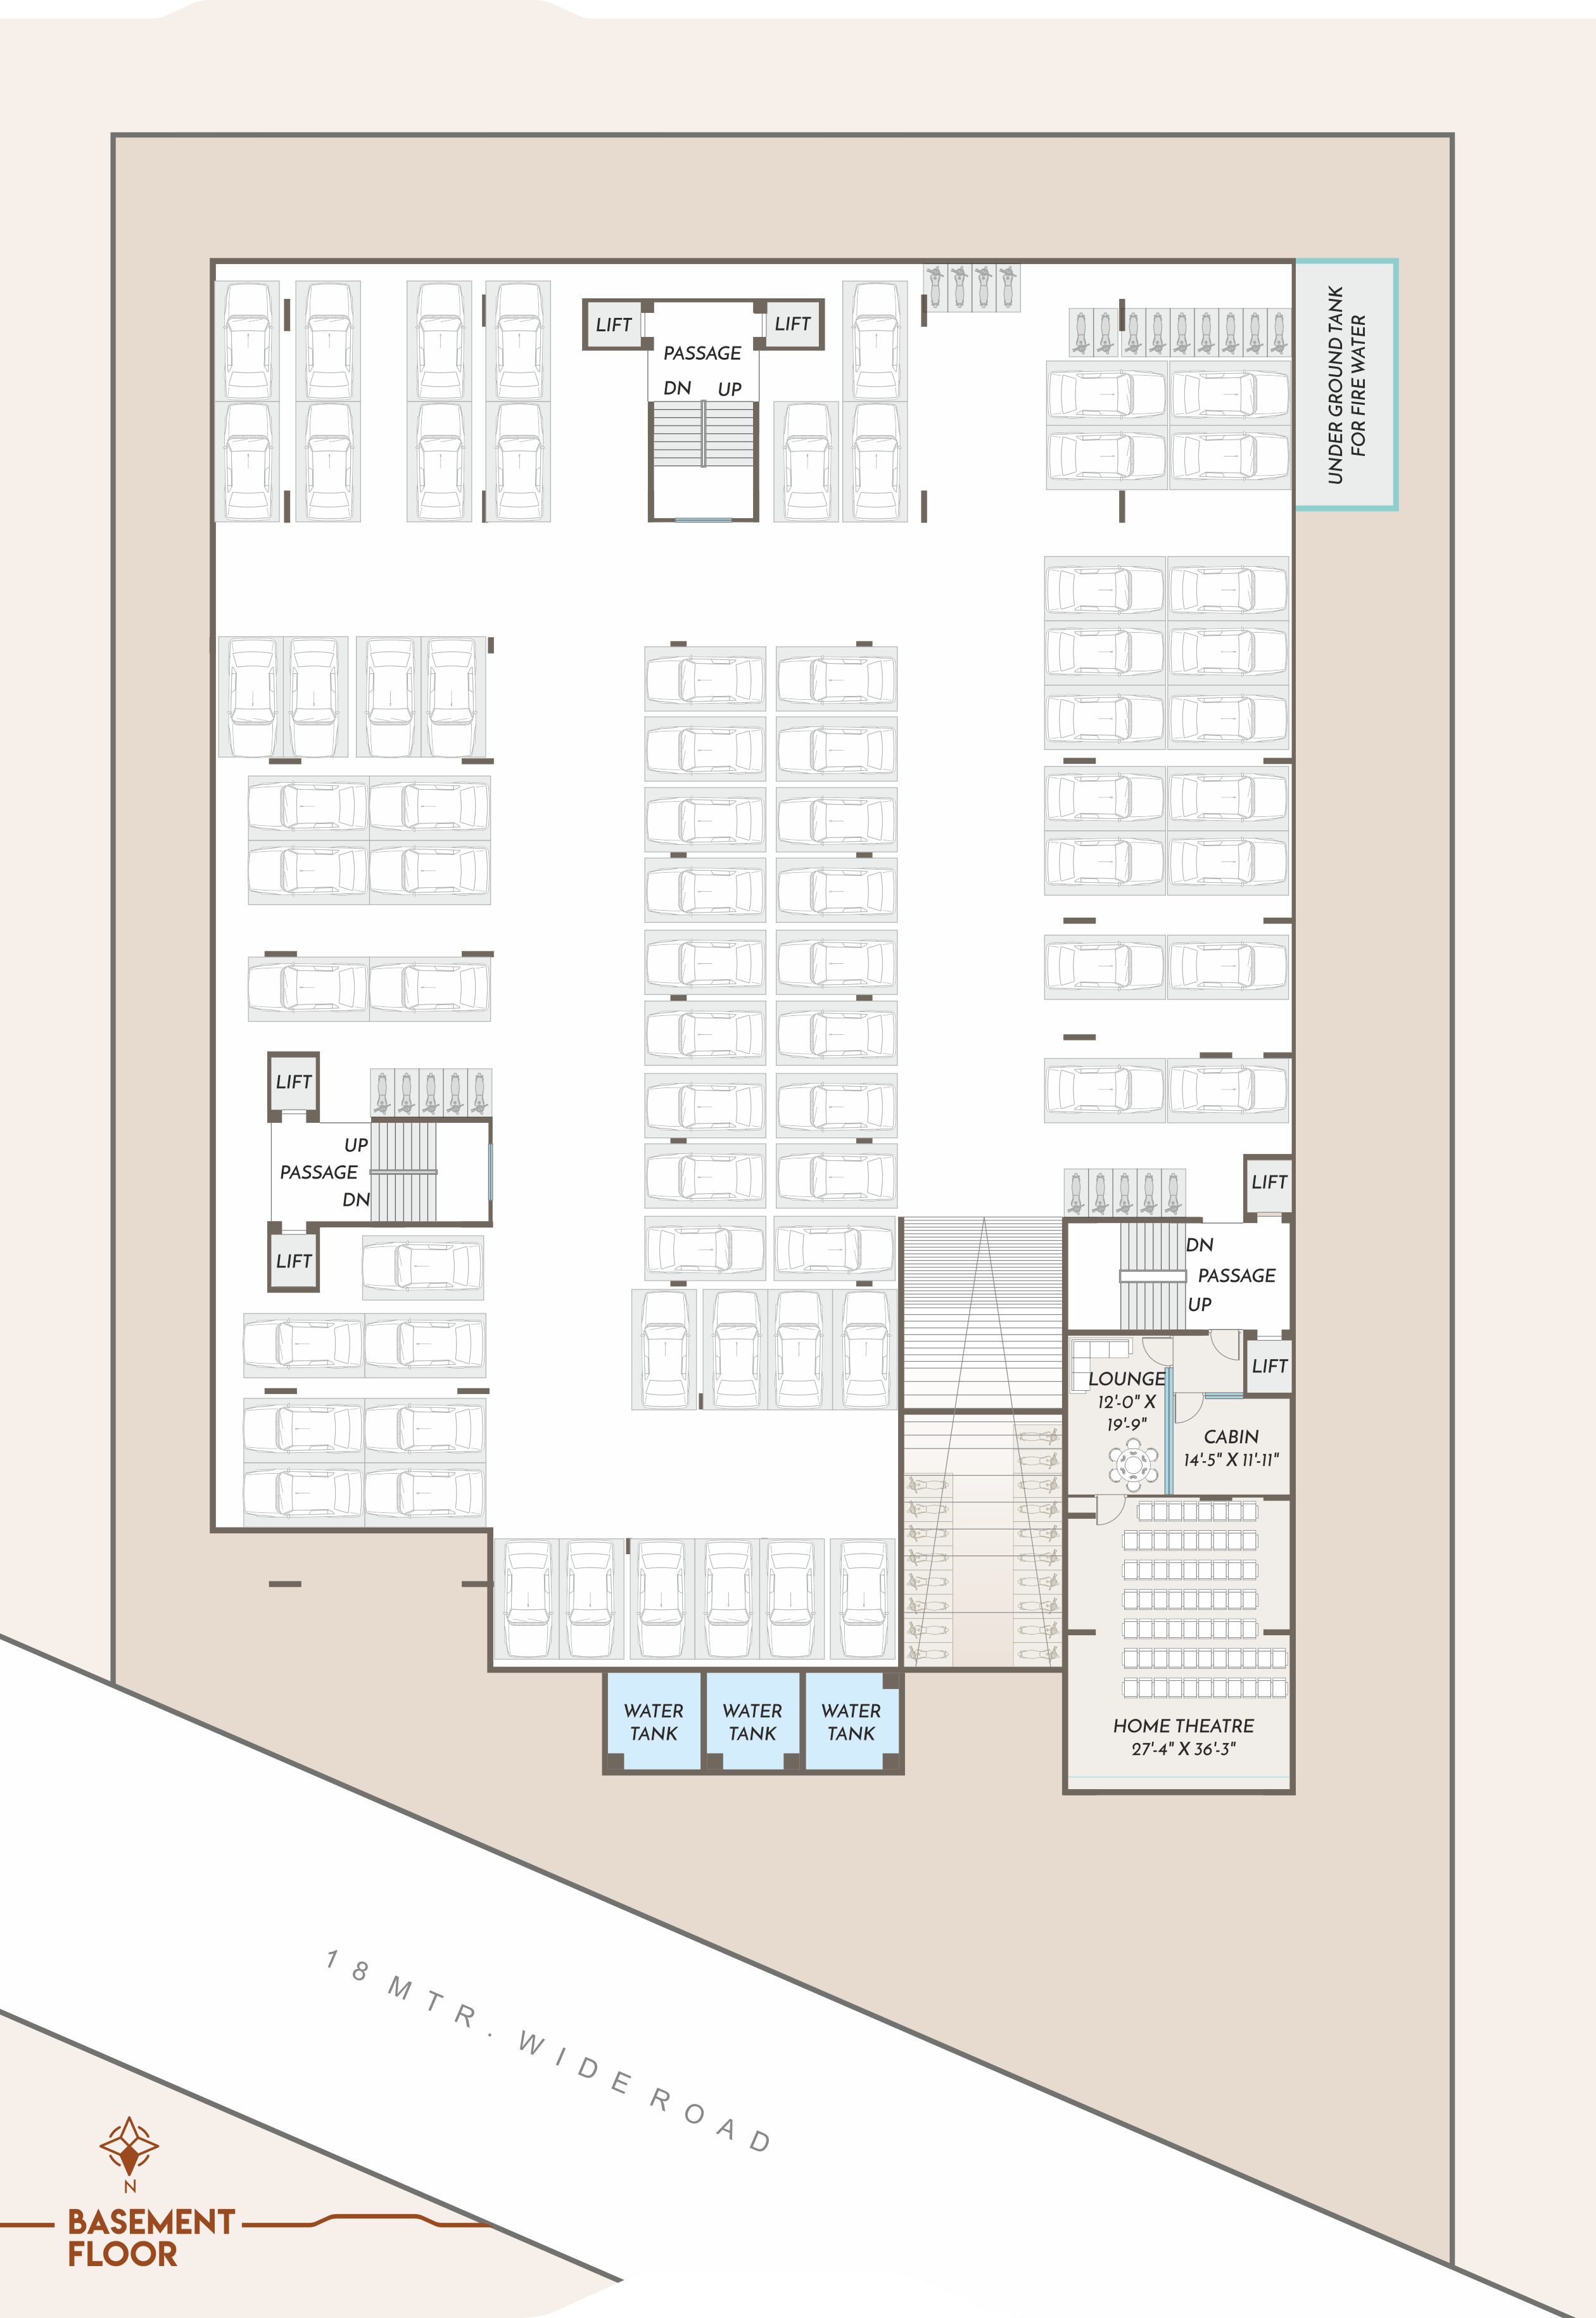 LIFT
LIFT
PASSAGE
DN UP
UNDER GROUND TANK
FOR FIRE WATER
LIFT
UP
PASSAGE
DN
LIFT
LIFT
DN
PASSAGE
UP
LIFT
LOUNGE
12'-0" X
19'-9"
CABIN
14'-5" X 11'-11"
WATER
TANK
WATER
TANK
WATER
TANK
HOME THEATRE
27'-4" X 36'-3"
18 MTR. WIDE ROAD
N
BASEMENT
FLOOR